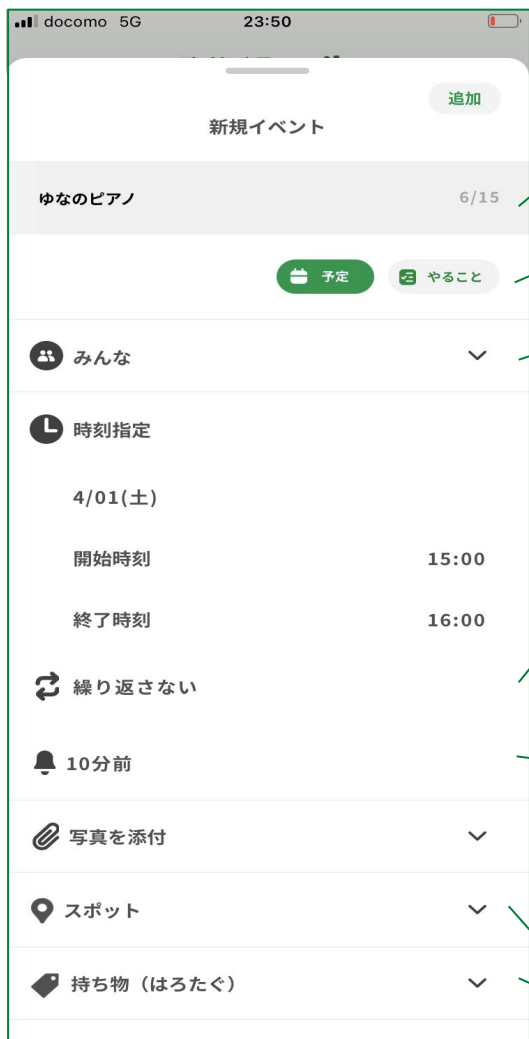 docomo 5G 23:50
追加
新規イベント
ゆなのピアノ 6/15
予定 やること
みんな
時刻指定
4/01(土)
開始時刻 15:00
終了時刻 16:00
繰り返さない
10分前
写真を添付
スポット
持ち物（はろたぐ）